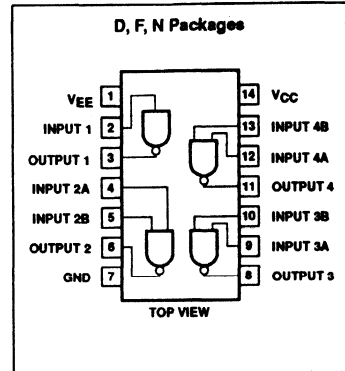 D, F, N Packages
VEE 1 14 VCC
INPUT 1 2 13 INPUT 4B
OUTPUT 1 3 12 INPUT 4A
INPUT 2A 4 11 OUTPUT 4
INPUT 2B 5 10 INPUT 3B
OUTPUT 2 6 9 INPUT 3A
GND 7 8 OUTPUT 3
TOP VIEW